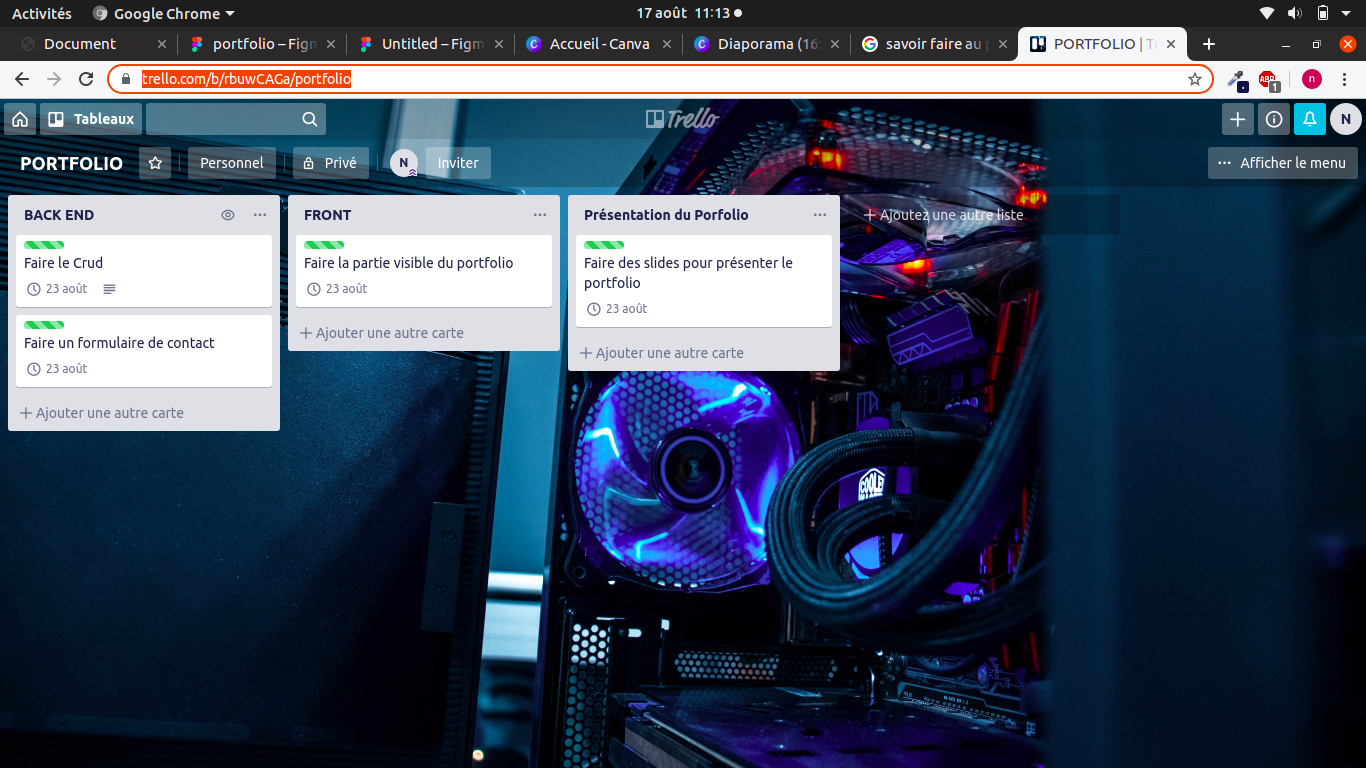 Activités
Google Chrome
17 août 11:13
Document
portfolio – Figm
Untitled – Figm
Accueil - Canva
Diaporama (16:
savoir faire au p
PORTFOLIO | Tr
trello.com/b/rbuwCAGa/portfolio
ABP
1
n
Tableaux
Trello
N
PORTFOLIO
Personnel
Privé
N
Inviter
Afficher le menu
BACK END
FRONT
Présentation du Porfolio
Ajoutez une autre liste
Faire le Crud
23 août
Faire un formulaire de contact
23 août
Ajouter une autre carte
Faire la partie visible du portfolio
23 août
Ajouter une autre carte
Faire des slides pour présenter le
portfolio
23 août
Ajouter une autre carte
COOLER